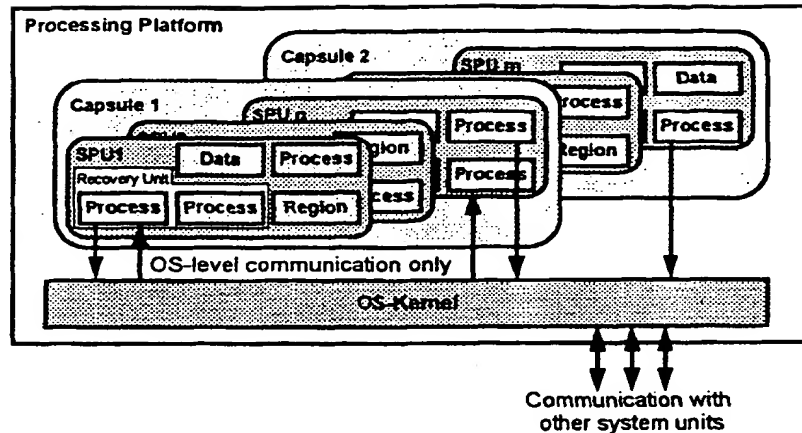 Processing Platform
Capsule 2
SPU m
Data
Process
Process
Region
Capsule 1
SPU n
Process
Process
SPU1
Data
Process
Recovery Unit
Process
Process
Region
OS-level communication only
OS-Kernel
Communication with
other system units